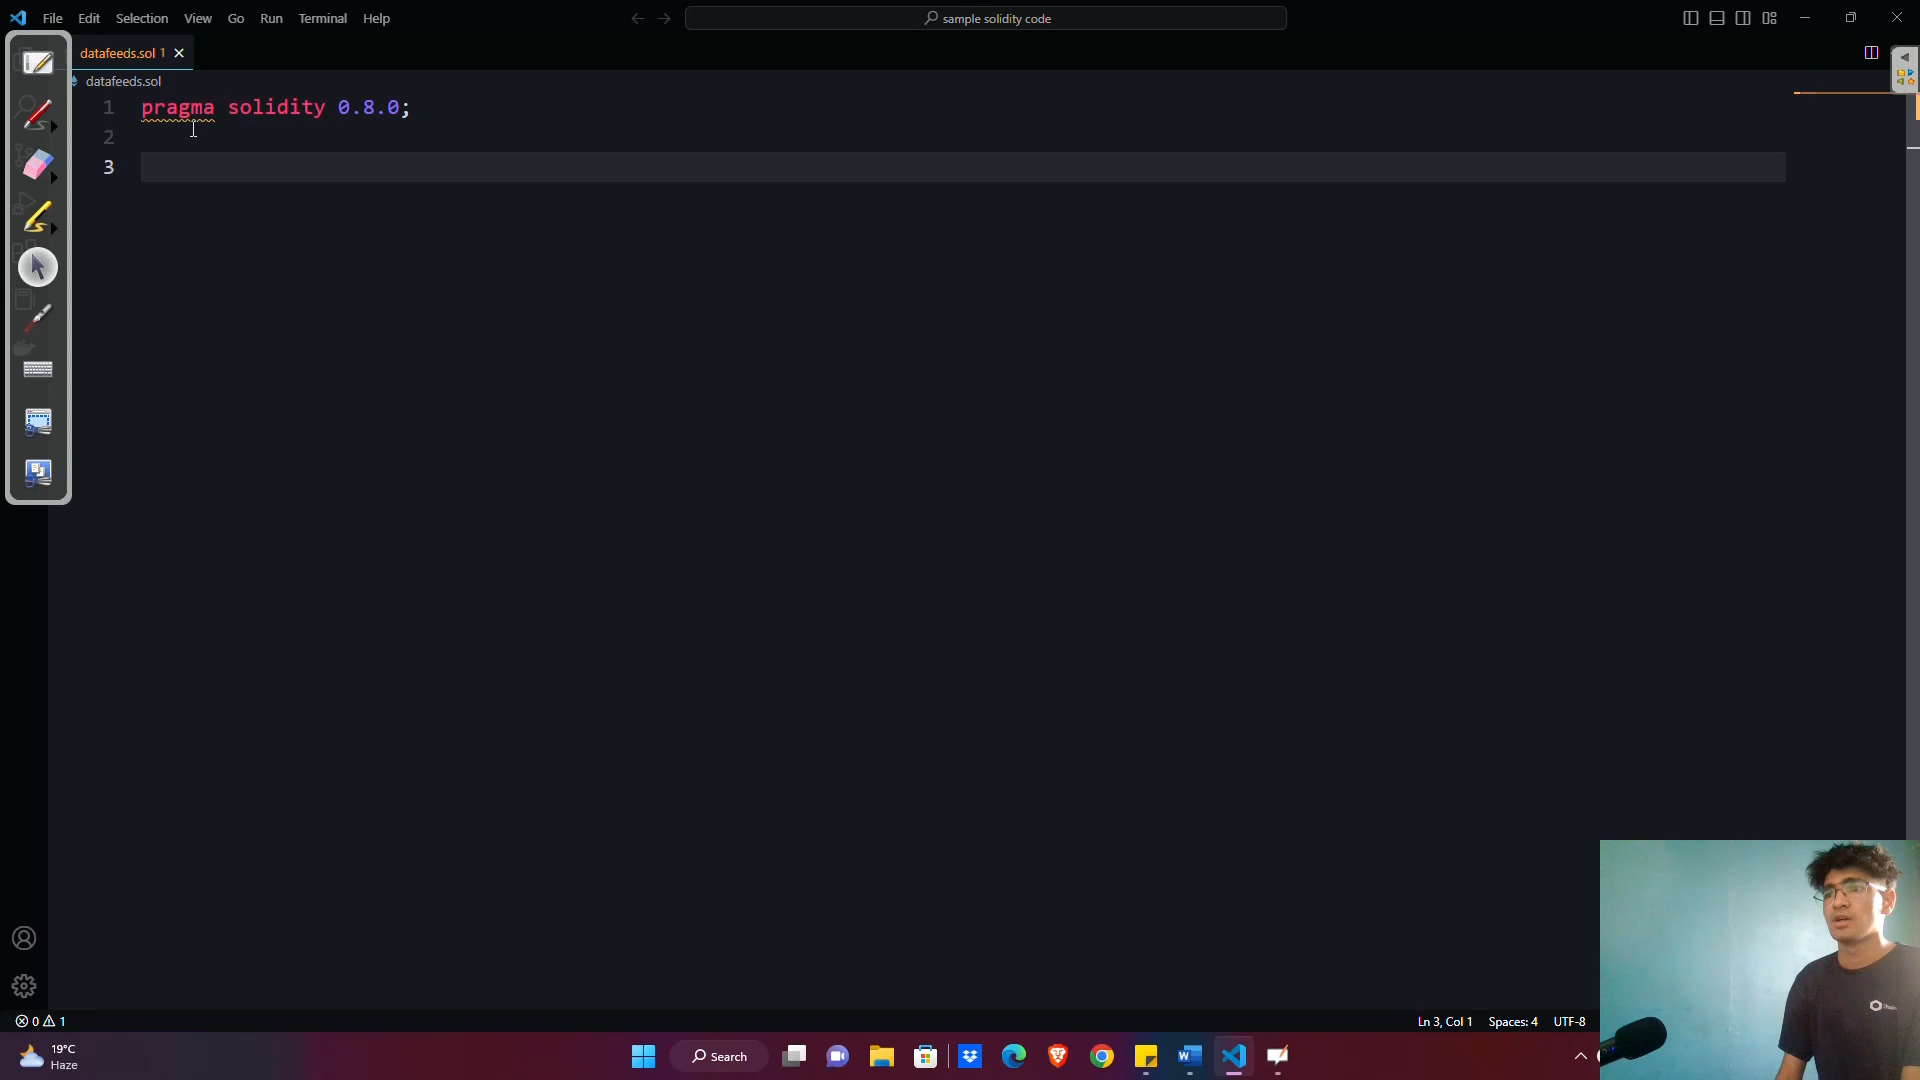 File Edit Selection View Go Run Terminal Help
sample solidity code
datafeeds.sol 1
datafeeds.sol
1 pragma solidity 0.8.0;
2
3
0 1
Ln 3, Col 1 Spaces: 4 UTF-8
19°C
Haze
Search